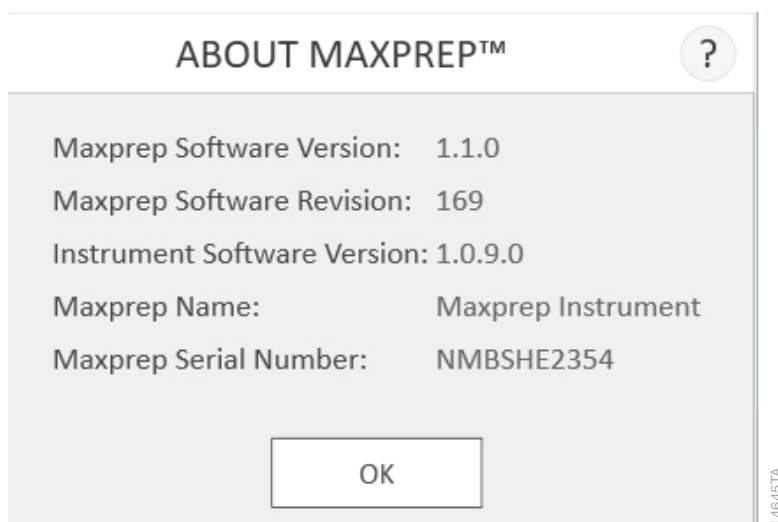 ABOUT MAXPREP™
?
Maxprep Software Version: 1.1.0
Maxprep Software Revision: 169
Instrument Software Version: 1.0.9.0
Maxprep Name: Maxprep Instrument
Maxprep Serial Number: NMBSHE2354
OK